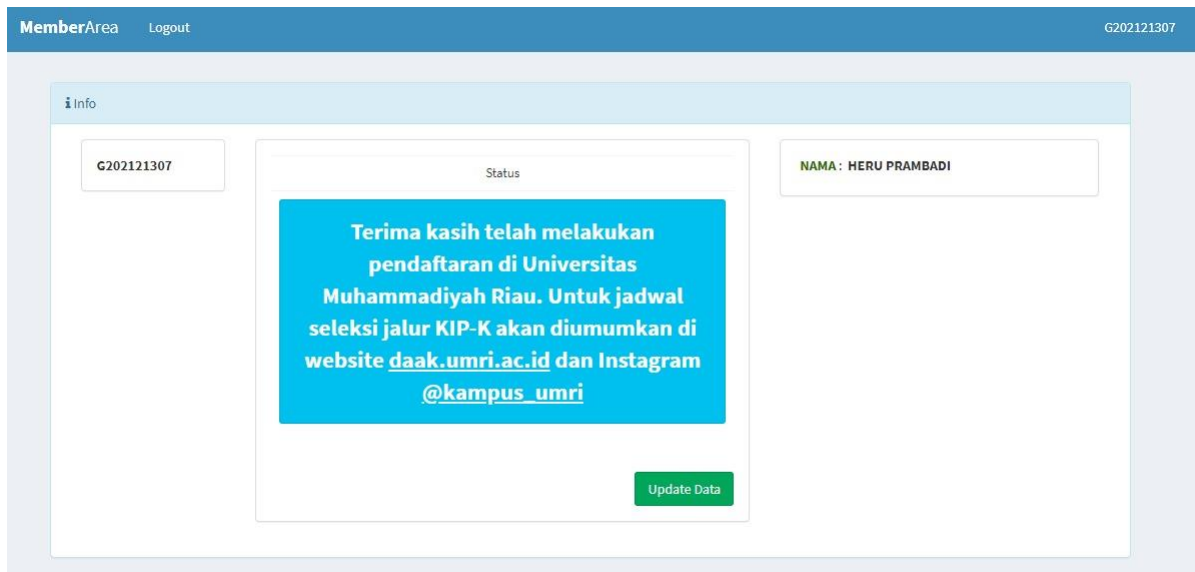 MemberArea Logout G202121307
Info
G202121307
Status
Terima kasih telah melakukan
pendaftaran di Universitas
Muhammadiyah Riau. Untuk jadwal
seleksi jalur KIP-K akan diumumkan di
website daak.umri.ac.id dan Instagram
@kampus_umri
Update Data
NAMA : HERU PRAMBADI